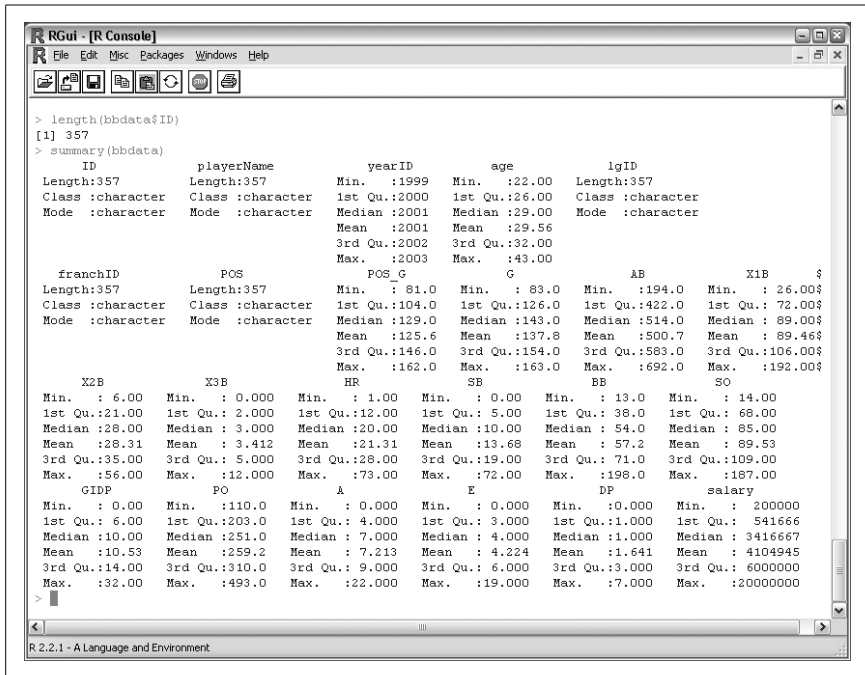 RGui - [R Console]
File Edit Misc Packages Windows Help
STOP
> length(bbdata$ID)
[1] 357
> summary(bbdata)
ID playerName yearID age lgID
Length:357 Length:357 Min. :1999 Min. :22.00 Length:357
Class :character Class :character 1st Qu.:2000 1st Qu.:26.00 Class :character
Mode :character Mode :character Median :2001 Median :29.00 Mode :character
Mean :2001 Mean :29.56
3rd Qu.:2002 3rd Qu.:32.00
Max. :2003 Max. :43.00
franchID POS POS_G G AB X1B $
Length:357 Length:357 Min. : 81.0 Min. : 83.0 Min. :194.0 Min. : 26.00$
Class :character Class :character 1st Qu.:104.0 1st Qu.:126.0 1st Qu.:422.0 1st Qu.: 72.00$
Mode :character Mode :character Median :129.0 Median :143.0 Median :514.0 Median : 89.00$
Mean :125.6 Mean :137.8 Mean :500.7 Mean : 89.46$
3rd Qu.:146.0 3rd Qu.:154.0 3rd Qu.:583.0 3rd Qu.:106.00$
Max. :162.0 Max. :163.0 Max. :692.0 Max. :192.00$
X2B X3B HR SB BB SO
Min. : 6.00 Min. : 0.000 Min. : 1.00 Min. : 0.00 Min. : 13.0 Min. : 14.00
1st Qu.:21.00 1st Qu.: 2.000 1st Qu.:12.00 1st Qu.: 5.00 1st Qu.: 38.0 1st Qu.: 68.00
Median :28.00 Median : 3.000 Median :20.00 Median :10.00 Median : 54.0 Median : 85.00
Mean :28.31 Mean : 3.412 Mean :21.31 Mean :13.68 Mean : 57.2 Mean : 89.53
3rd Qu.:35.00 3rd Qu.: 5.000 3rd Qu.:28.00 3rd Qu.:19.00 3rd Qu.: 71.0 3rd Qu.:109.00
Max. :56.00 Max. :12.000 Max. :73.00 Max. :72.00 Max. :198.0 Max. :187.00
GIDP PO A E DP salary
Min. : 0.00 Min. :110.0 Min. : 0.000 Min. : 0.000 Min. :0.000 Min. : 200000
1st Qu.: 6.00 1st Qu.:203.0 1st Qu.: 4.000 1st Qu.: 3.000 1st Qu.:1.000 1st Qu.: 541666
Median :10.00 Median :251.0 Median : 7.000 Median : 4.000 Median :1.000 Median : 3416667
Mean :10.53 Mean :259.2 Mean : 7.213 Mean : 4.224 Mean :1.641 Mean : 4104945
3rd Qu.:14.00 3rd Qu.:310.0 3rd Qu.: 9.000 3rd Qu.: 6.000 3rd Qu.:3.000 3rd Qu.: 6000000
Max. :32.00 Max. :493.0 Max. :22.000 Max. :19.000 Max. :7.000 Max. :20000000
>
R 2.2.1 - A Language and Environment